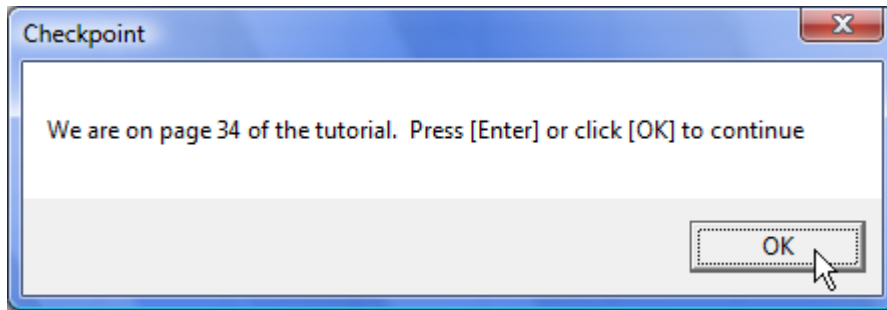 Checkpoint
We are on page 34 of the tutorial.  Press [Enter] or click [OK] to continue
OK